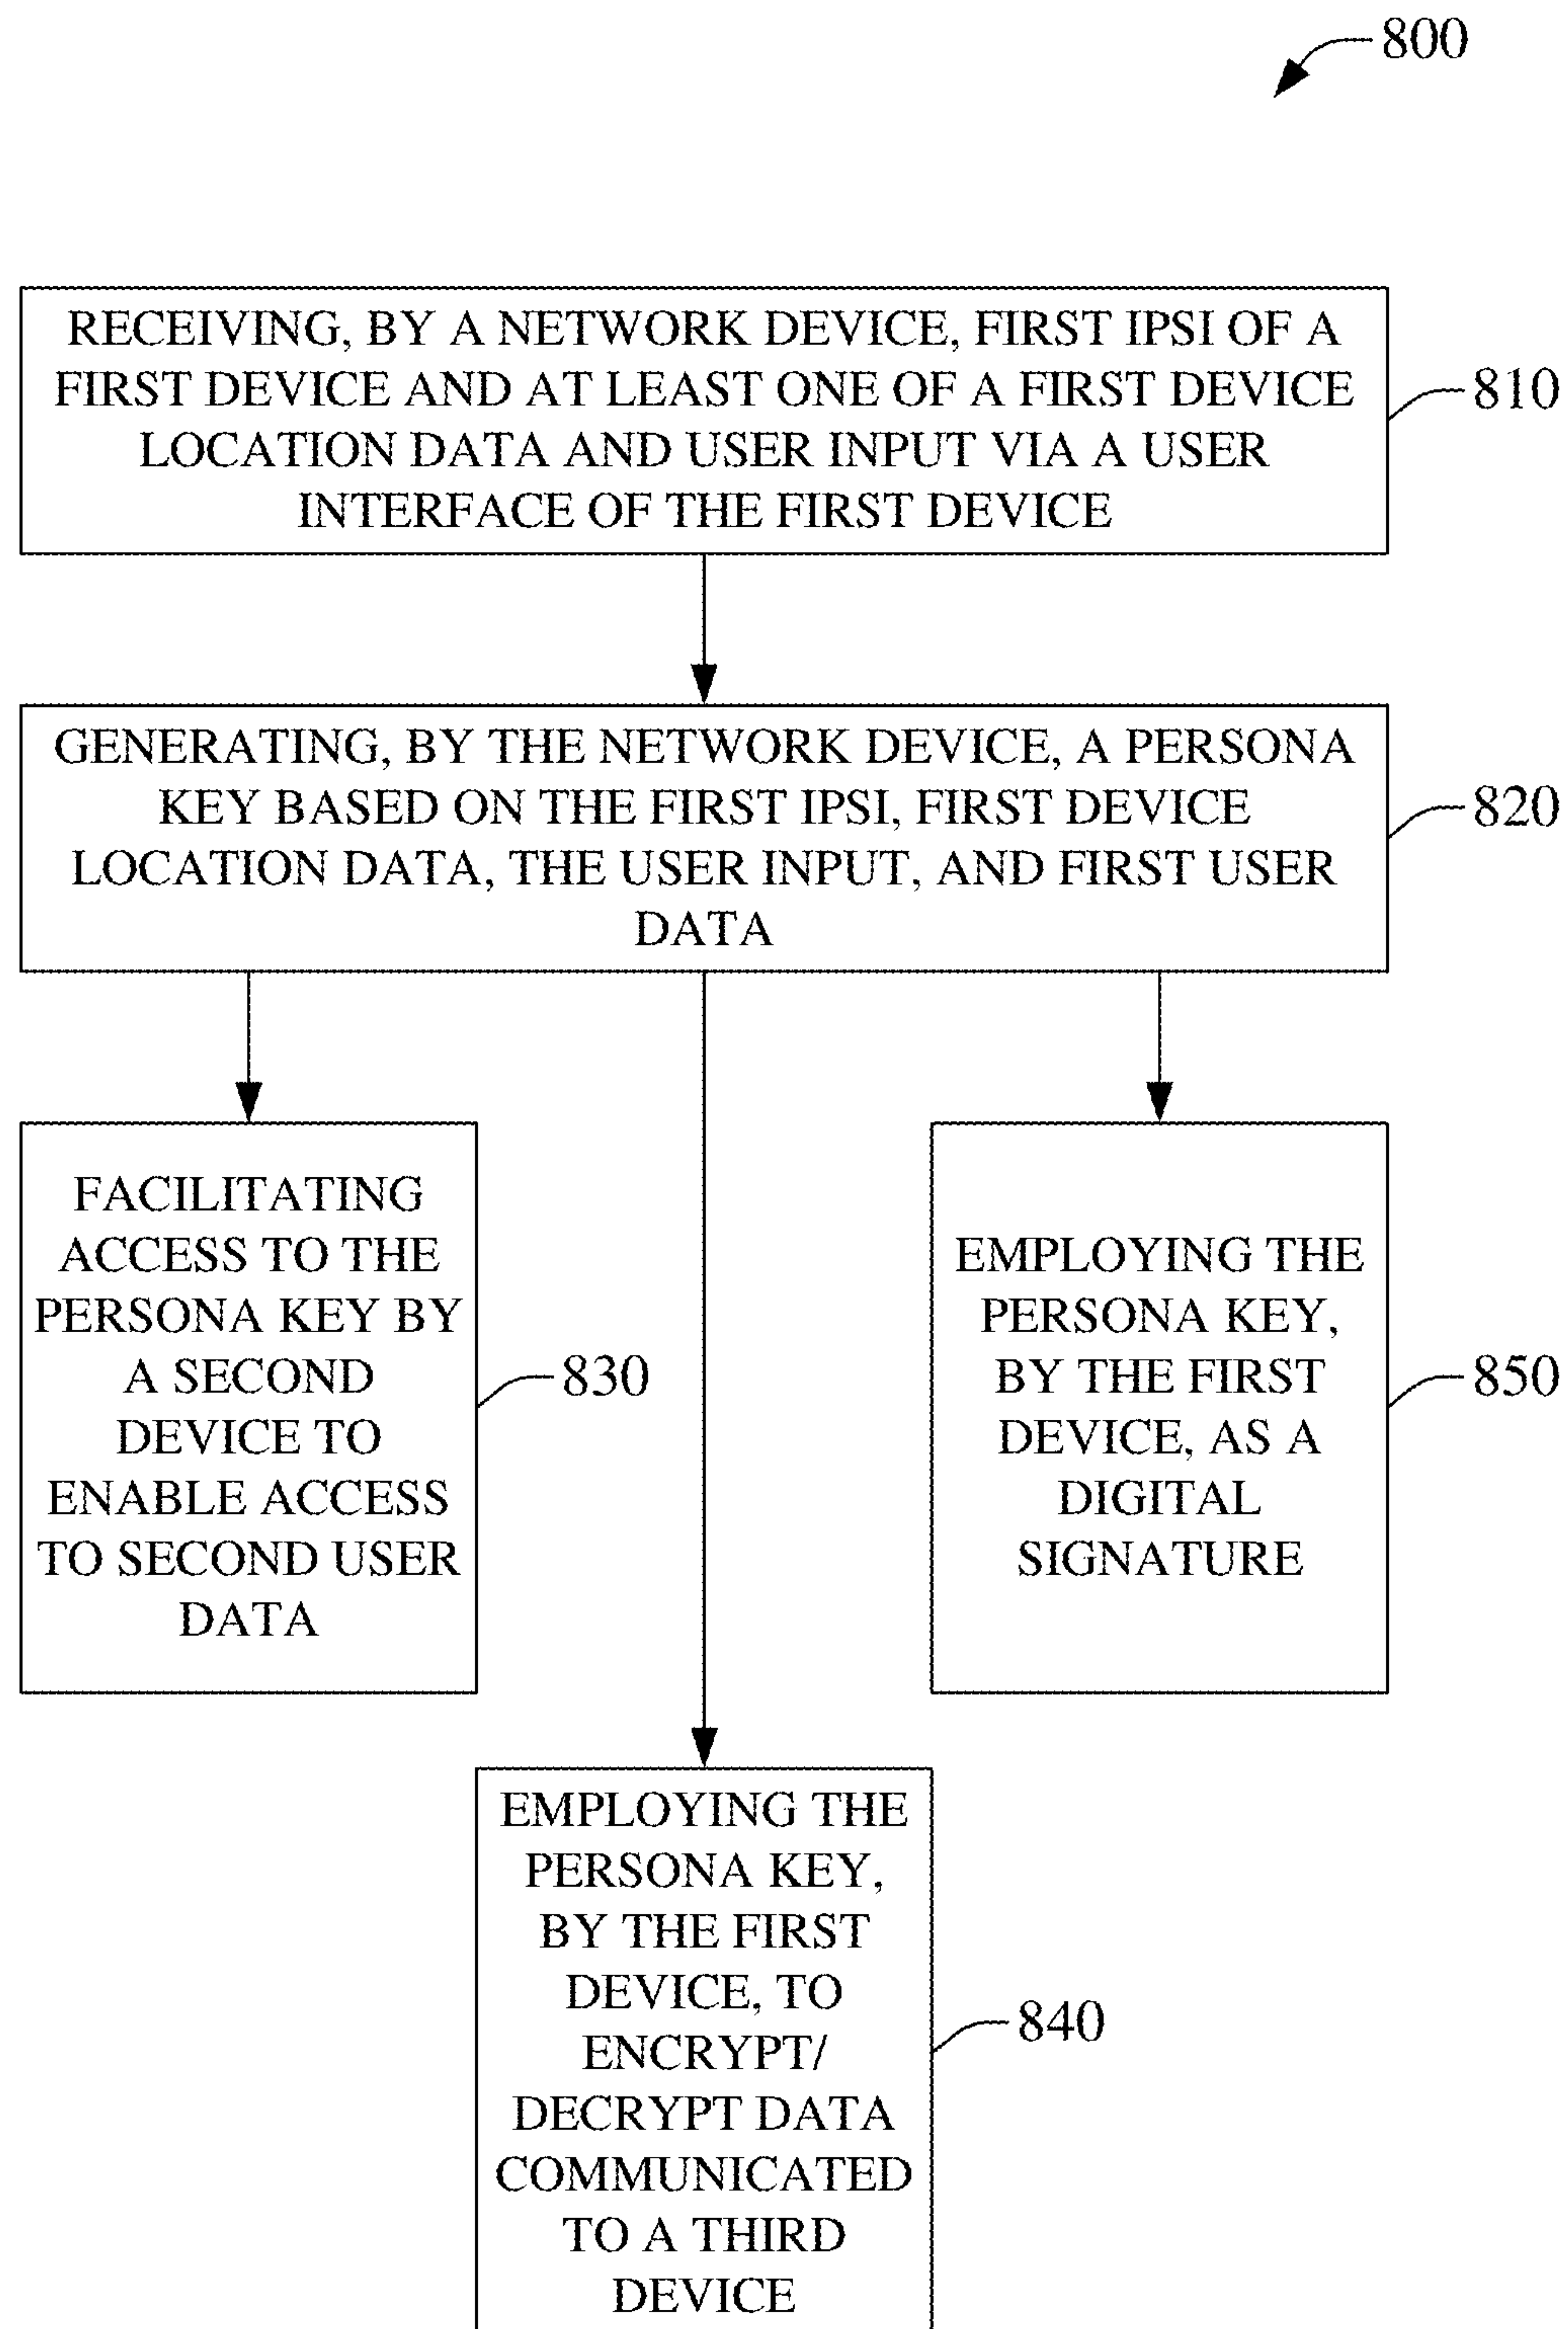 800
RECEIVING, BY A NETWORK DEVICE, FIRST IPSI OF A
FIRST DEVICE AND AT LEAST ONE OF A FIRST DEVICE
LOCATION DATA AND USER INPUT VIA A USER
INTERFACE OF THE FIRST DEVICE
810
GENERATING, BY THE NETWORK DEVICE, A PERSONA
KEY BASED ON THE FIRST IPSI, FIRST DEVICE
LOCATION DATA, THE USER INPUT, AND FIRST USER
DATA
820
FACILITATING
ACCESS TO THE
PERSONA KEY BY
A SECOND
DEVICE TO
ENABLE ACCESS
TO SECOND USER
DATA
830
EMPLOYING THE
PERSONA KEY,
BY THE FIRST
DEVICE, AS A
DIGITAL
SIGNATURE
850
EMPLOYING THE
PERSONA KEY,
BY THE FIRST
DEVICE, TO
ENCRYPT/
DECRYPT DATA
COMMUNICATED
TO A THIRD
DEVICE
840